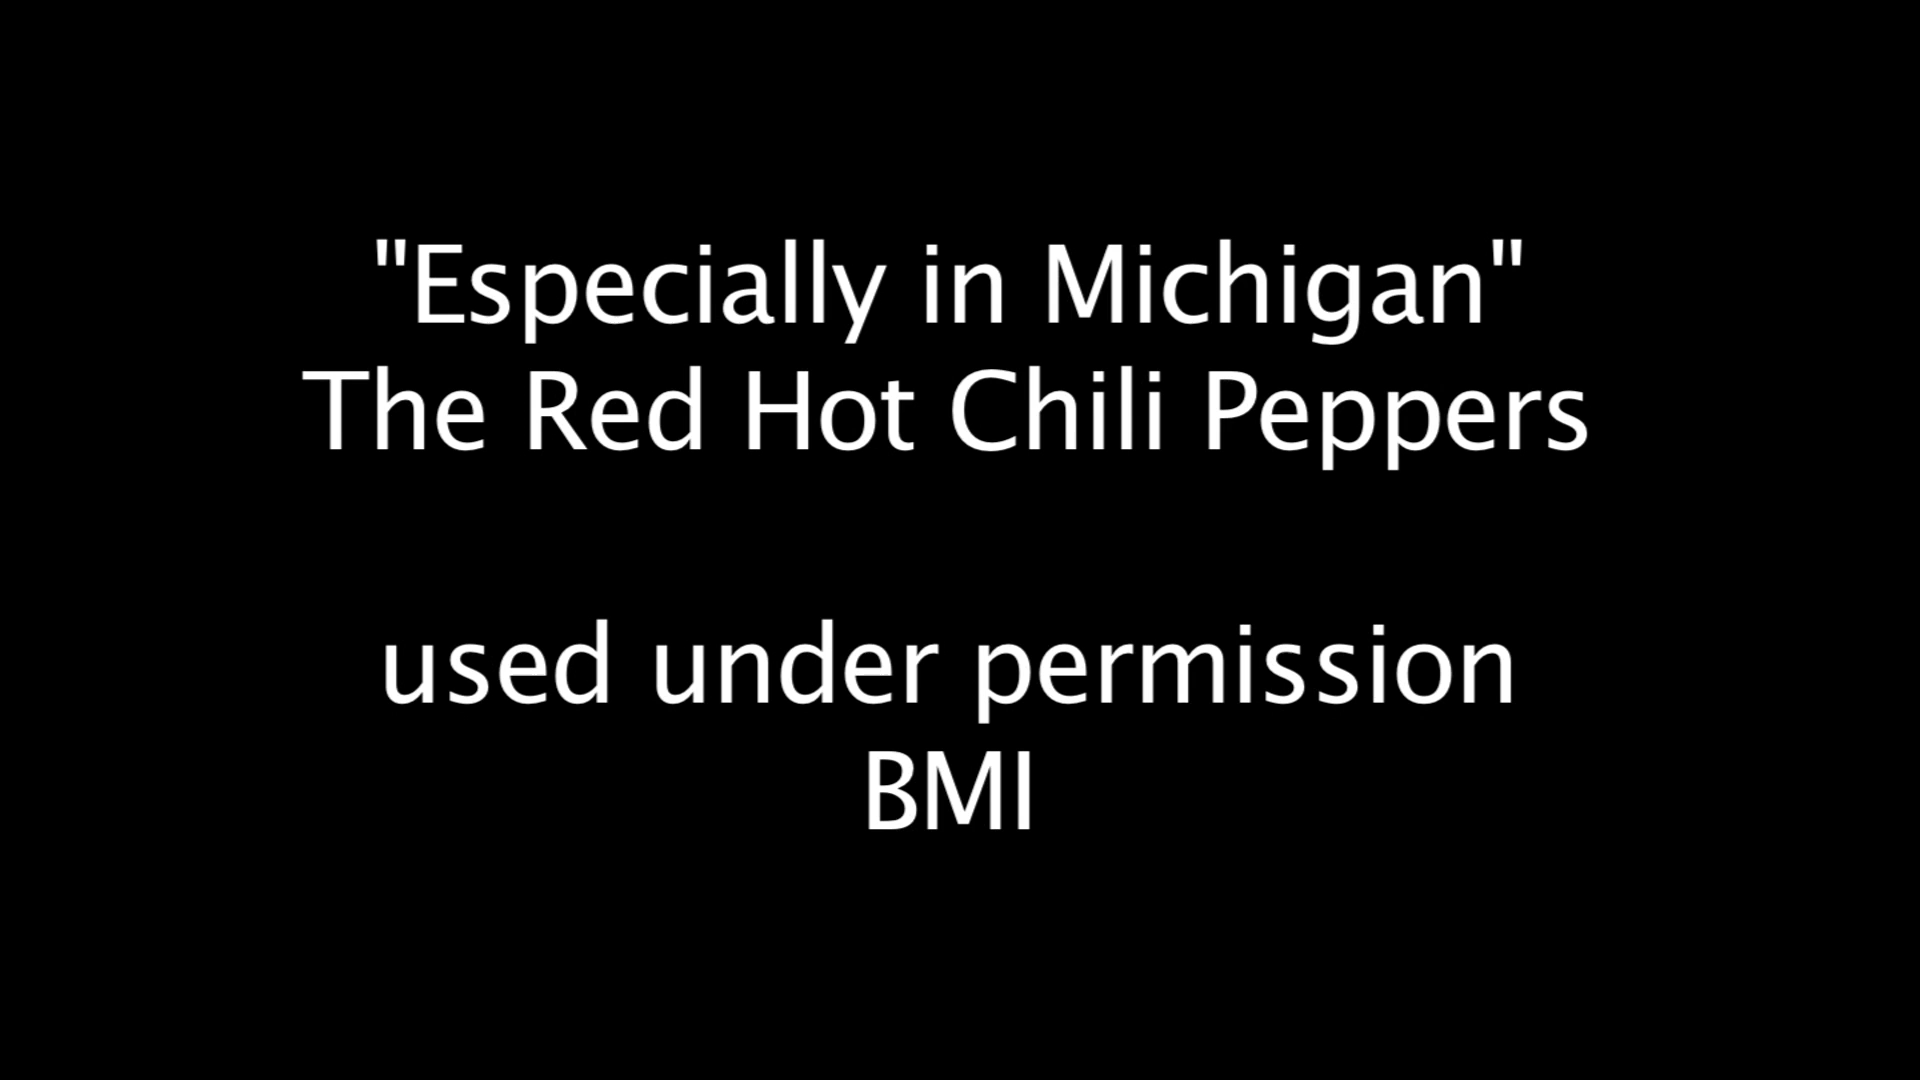 "Especially in Michigan"
The Red Hot Chili Peppers
used under permission
BMI